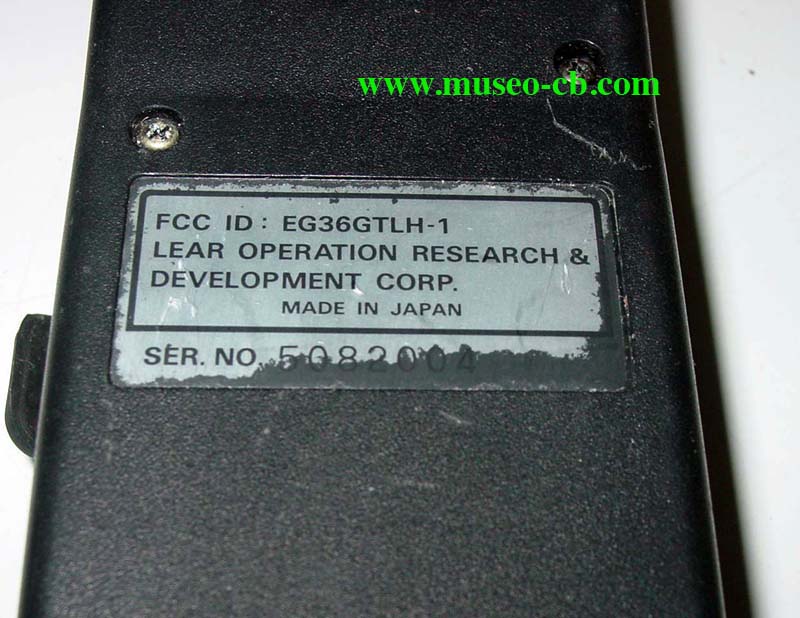 www.museo-cb.com
FCC ID : EG36GTLH-1
LEAR OPERATION RESEARCH &
DEVELOPMENT CORP.
MADE IN JAPAN
SER. NO. 5082004